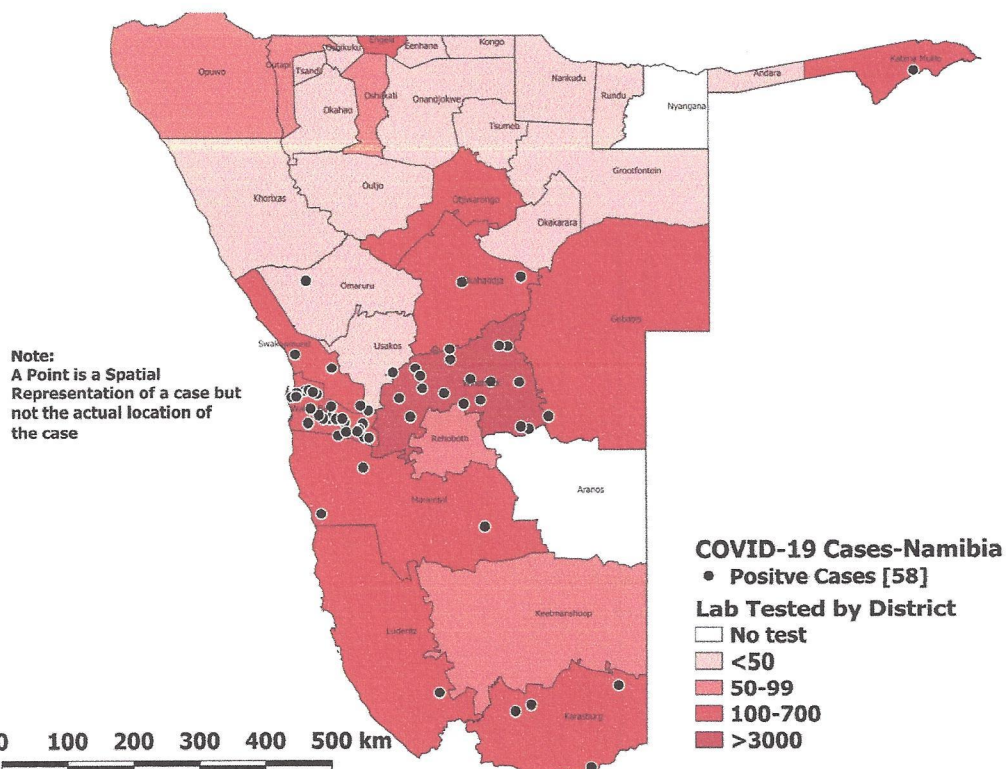 Engela
Oshikuku
Eenhana
Kongo
Opuwo
Outapi
Tsandi
Nankudu
Andara
Katima Mulilo
Okahao
Oshakati
Onandjokwe
Rundu
Nyangana
Tsumeb
Grootfontein
Khorixas
Outjo
Otjiwarongo
Okakarara
Omaruru
Okahandja
Gobabis
Swakopmund
Usakos
Note:
A Point is a Spatial
Representation of a case but
not the actual location of
the case
Rehoboth
Aranos
Mariental
COVID-19 Cases-Namibia
Positve Cases [58]
Lab Tested by District
No test
<50
50-99
100-700
>3000
Keetmanshoop
Luderitz
Karasburg
0 100 200 300 400 500 km